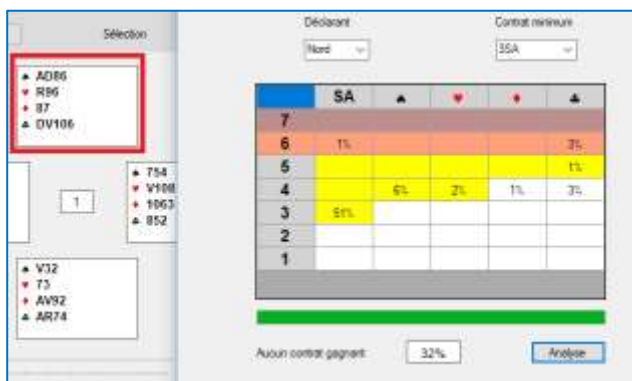 Sélection
Déclarant
Contrat minimum
Nord
3SA
♠ AD86
♥ R96
♦ 87
♣ DV106
SA ♠ ♥ ♦ ♣
7
6 1% 3%
5 1%
4 6% 2% 1% 3%
3 51%
2
1
1
♠ 754
♥ V108
♦ 1063
♣ 852
♠ V32
♥ 73
♦ AV92
♣ AR74
Aucun contrat gagnant 32% Analyse